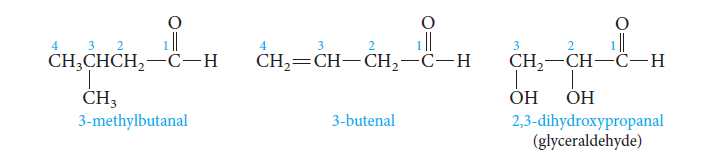 O O O
4 3 2 1 4 3 2 1 3 2 1
CH₃CHCH₂—C—H CH₂=CH—CH₂—C—H CH₂—CH—C—H
CH₃ OH OH
3-methylbutanal 3-butenal 2,3-dihydroxypropanal
(glyceraldehyde)